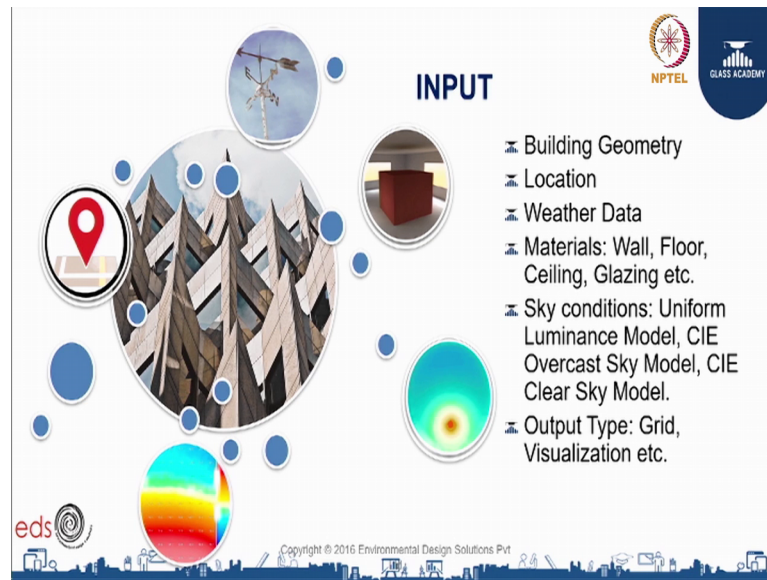 INPUT
NPTEL
GLASS ACADEMY
Building Geometry
Location
Weather Data
Materials: Wall, Floor,
Ceiling, Glazing etc.
Sky conditions: Uniform
Luminance Model, CIE
Overcast Sky Model, CIE
Clear Sky Model.
Output Type: Grid,
Visualization etc.
eds
Copyright © 2016 Environmental Design Solutions Pvt